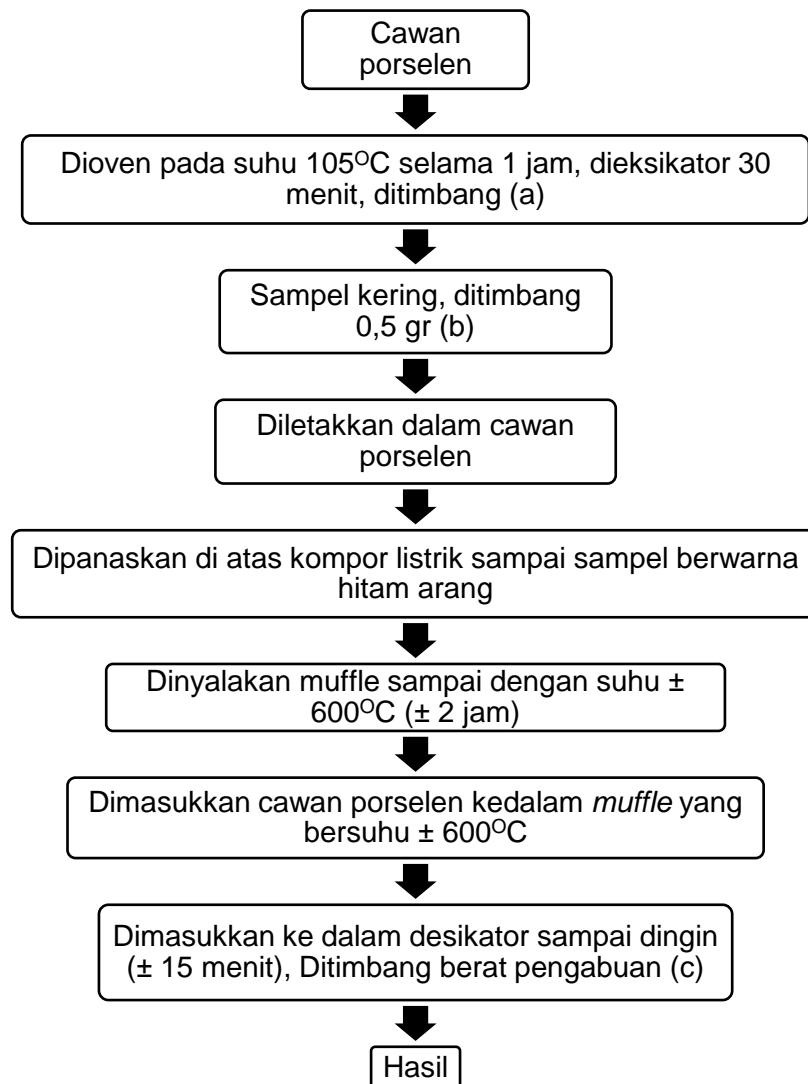 Cawan
porselen
Dioven pada suhu 105ᴼC selama 1 jam, dieksikator 30
menit, ditimbang (a)
Sampel kering, ditimbang
0,5 gr (b)
Diletakkan dalam cawan
porselen
Dipanaskan di atas kompor listrik sampai sampel berwarna
hitam arang
Dinyalakan muffle sampai dengan suhu ±
600ᴼC (± 2 jam)
Dimasukkan cawan porselen kedalam muffle yang
bersuhu ± 600ᴼC
Dimasukkan ke dalam desikator sampai dingin
(± 15 menit), Ditimbang berat pengabuan (c)
Hasil